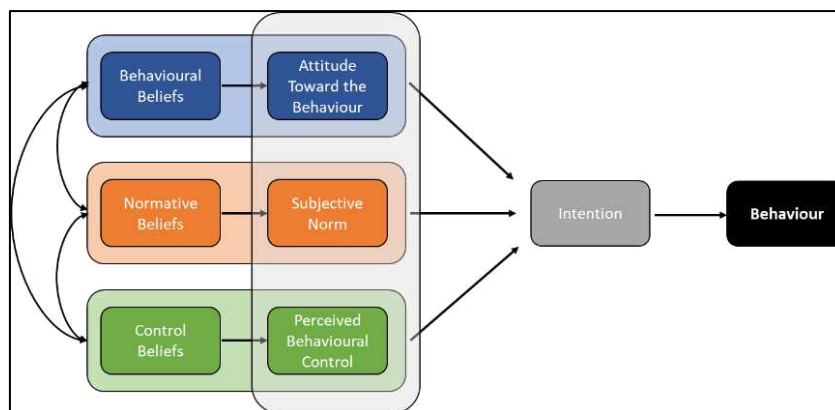 Behavioural
Beliefs
Attitude
Toward the
Behaviour
Normative
Beliefs
Subjective
Norm
Intention
Behaviour
Control
Beliefs
Perceived
Behavioural
Control